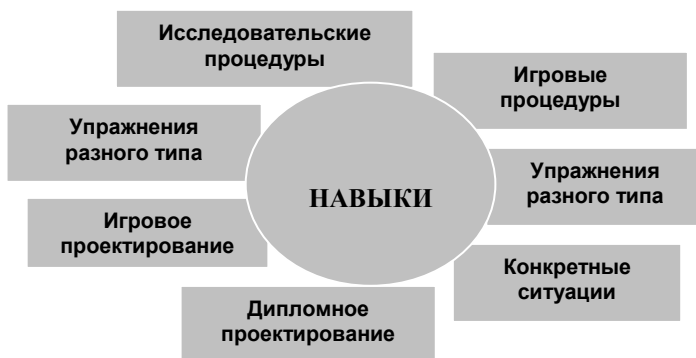 Исследовательские
процедуры
Игровые
процедуры
Упражнения
разного типа
Упражнения
разного типа
НАВЫКИ
Игровое
проектирование
Конкретные
ситуации
Дипломное
проектирование